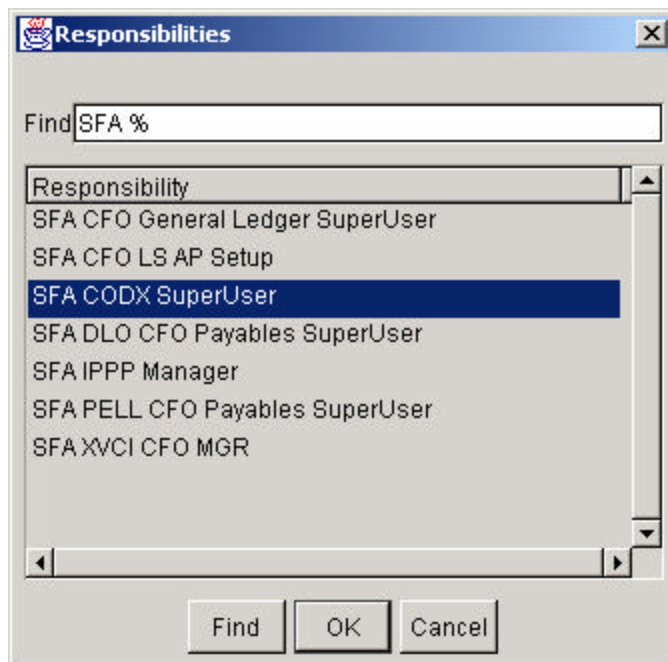 Responsibilities
Find SFA %
Responsibility
SFA CFO General Ledger SuperUser
SFA CFO LS AP Setup
SFA CODX SuperUser
SFA DLO CFO Payables SuperUser
SFA IPPP Manager
SFA PELL CFO Payables SuperUser
SFA XVCI CFO MGR
Find OK Cancel